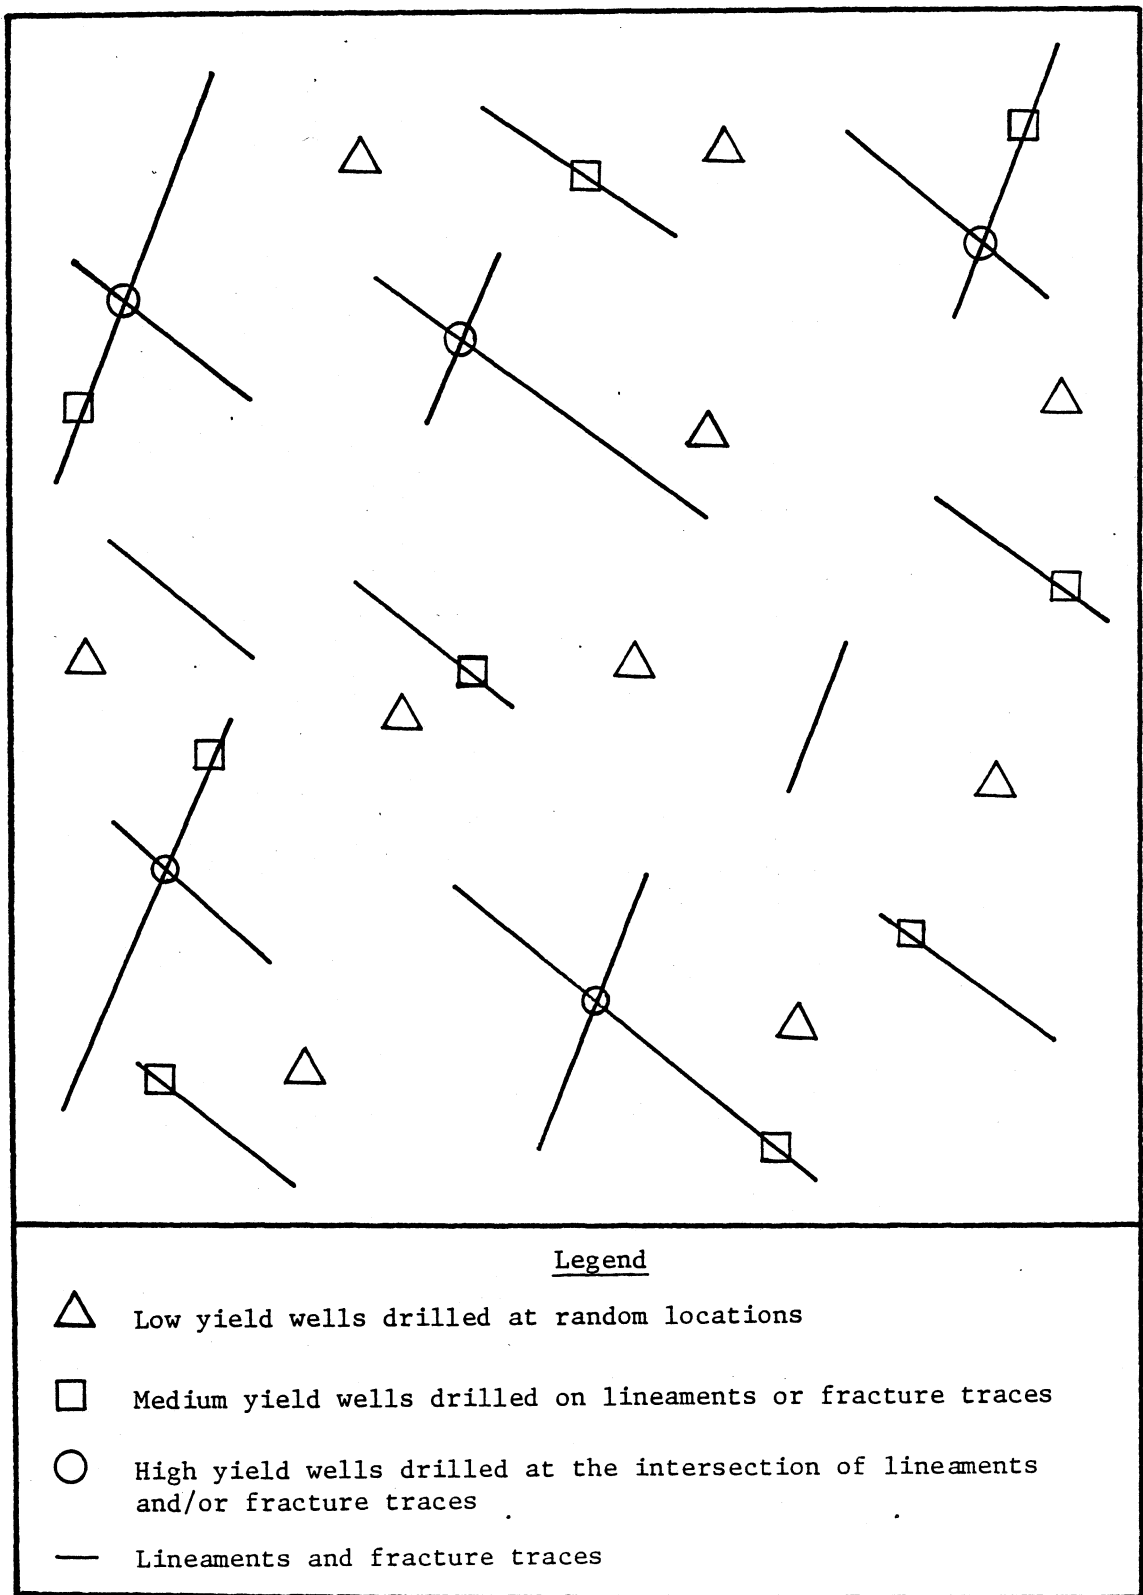 Legend
Low yield wells drilled at random locations
Medium yield wells drilled on lineaments or fracture traces
High yield wells drilled at the intersection of lineaments
and/or fracture traces
Lineaments and fracture traces